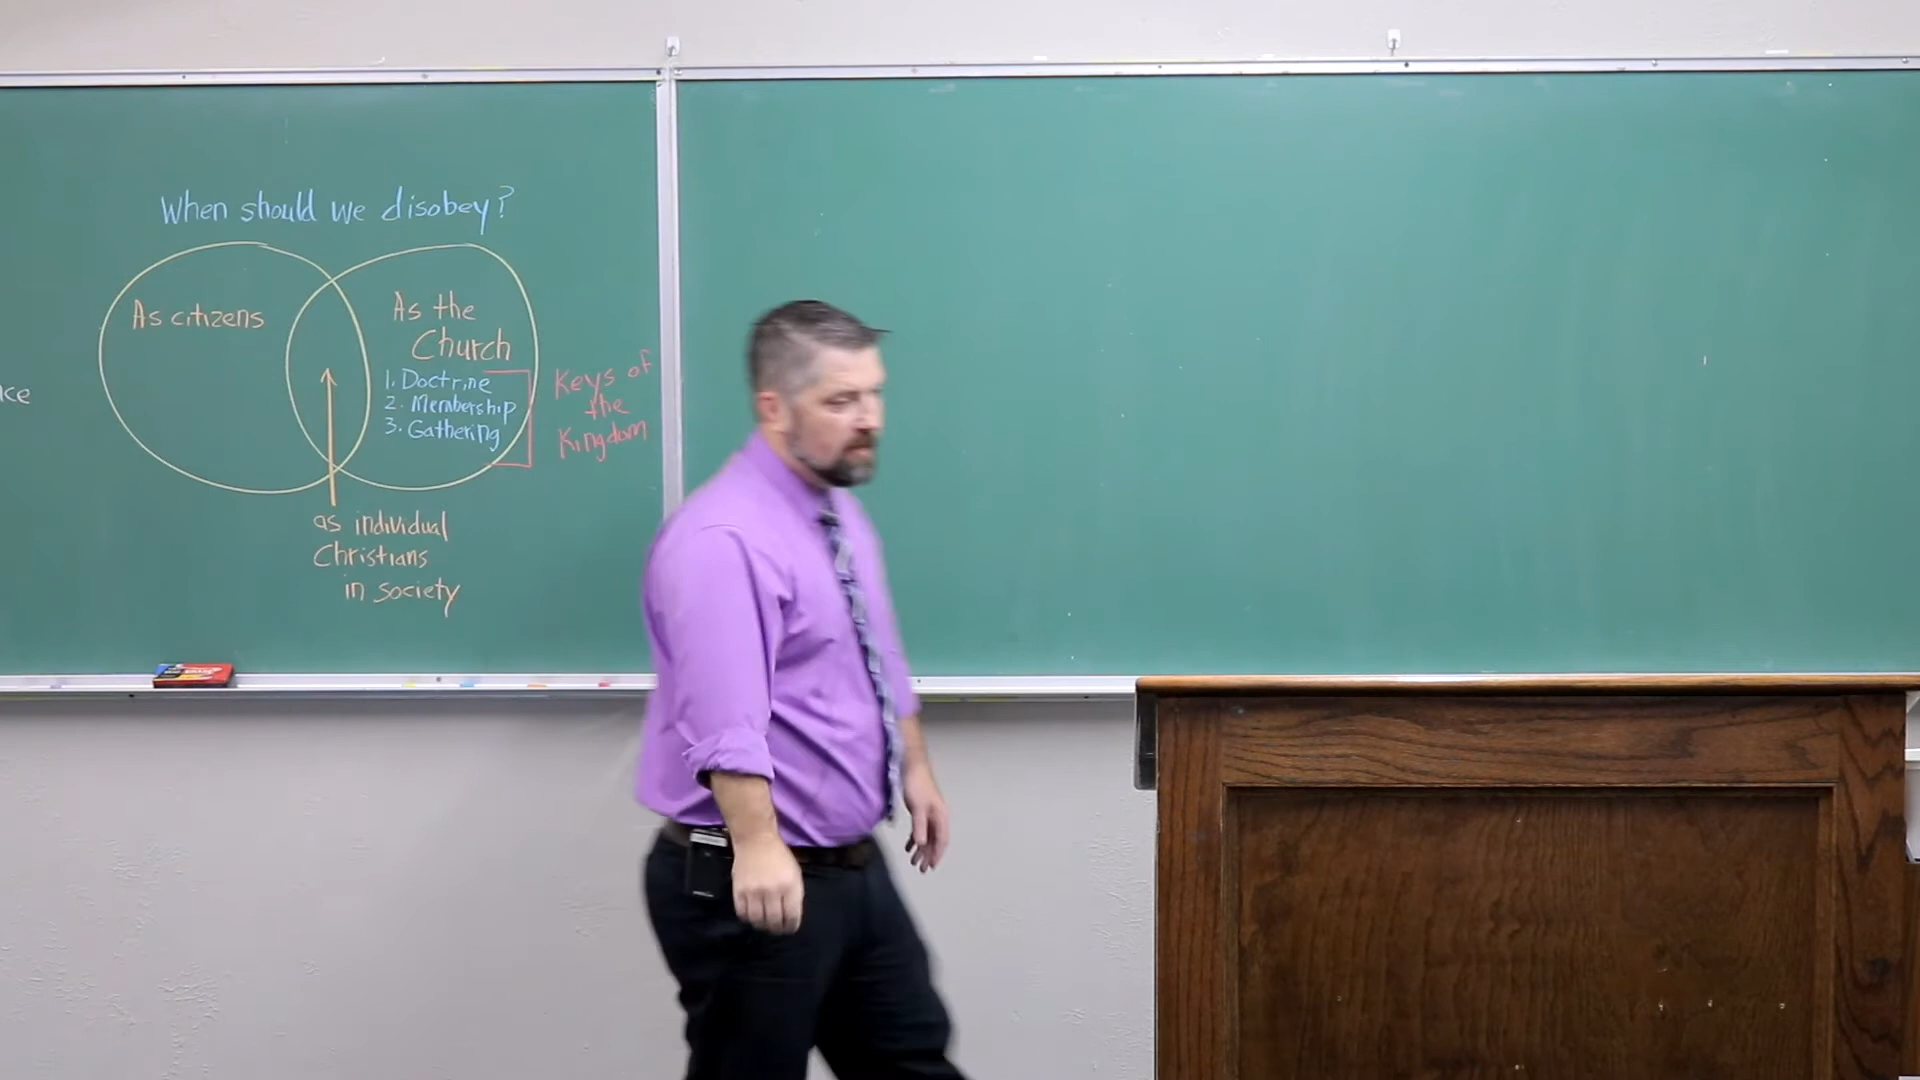 When should we disobey?
As citizens
As the
Church
1. Doctrine
2. Membership
3. Gathering
Keys of
the
Kingdom
as individual
Christians
in society